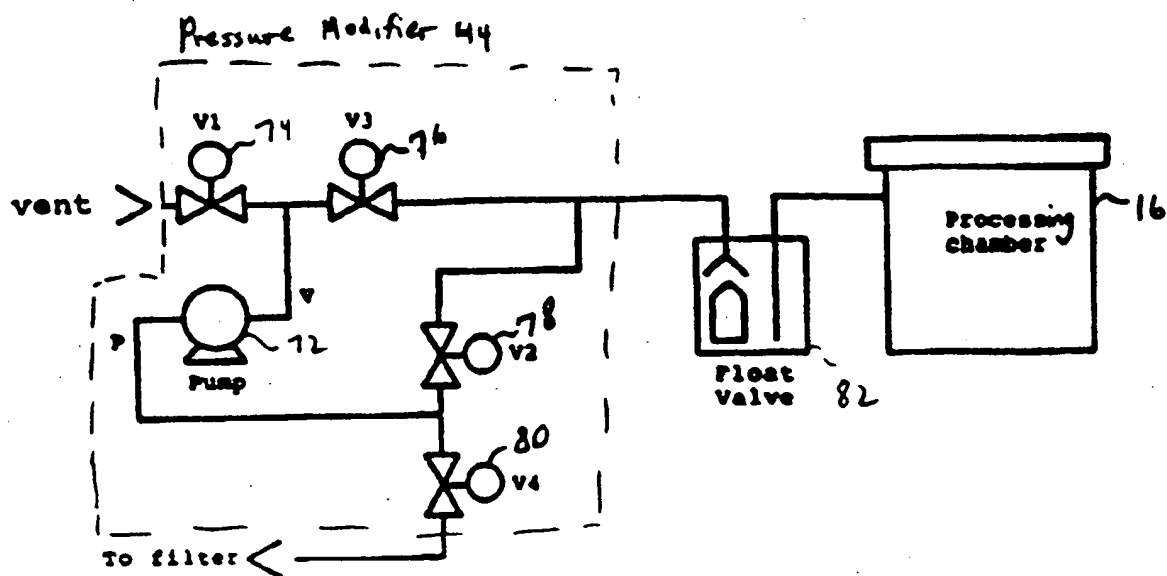 Pressure Modifier 44
V1
74
V3
76
vent
Processing
chamber
16
V
P
72
Pump
78
V2
Float
Valve
82
80
V4
To filter